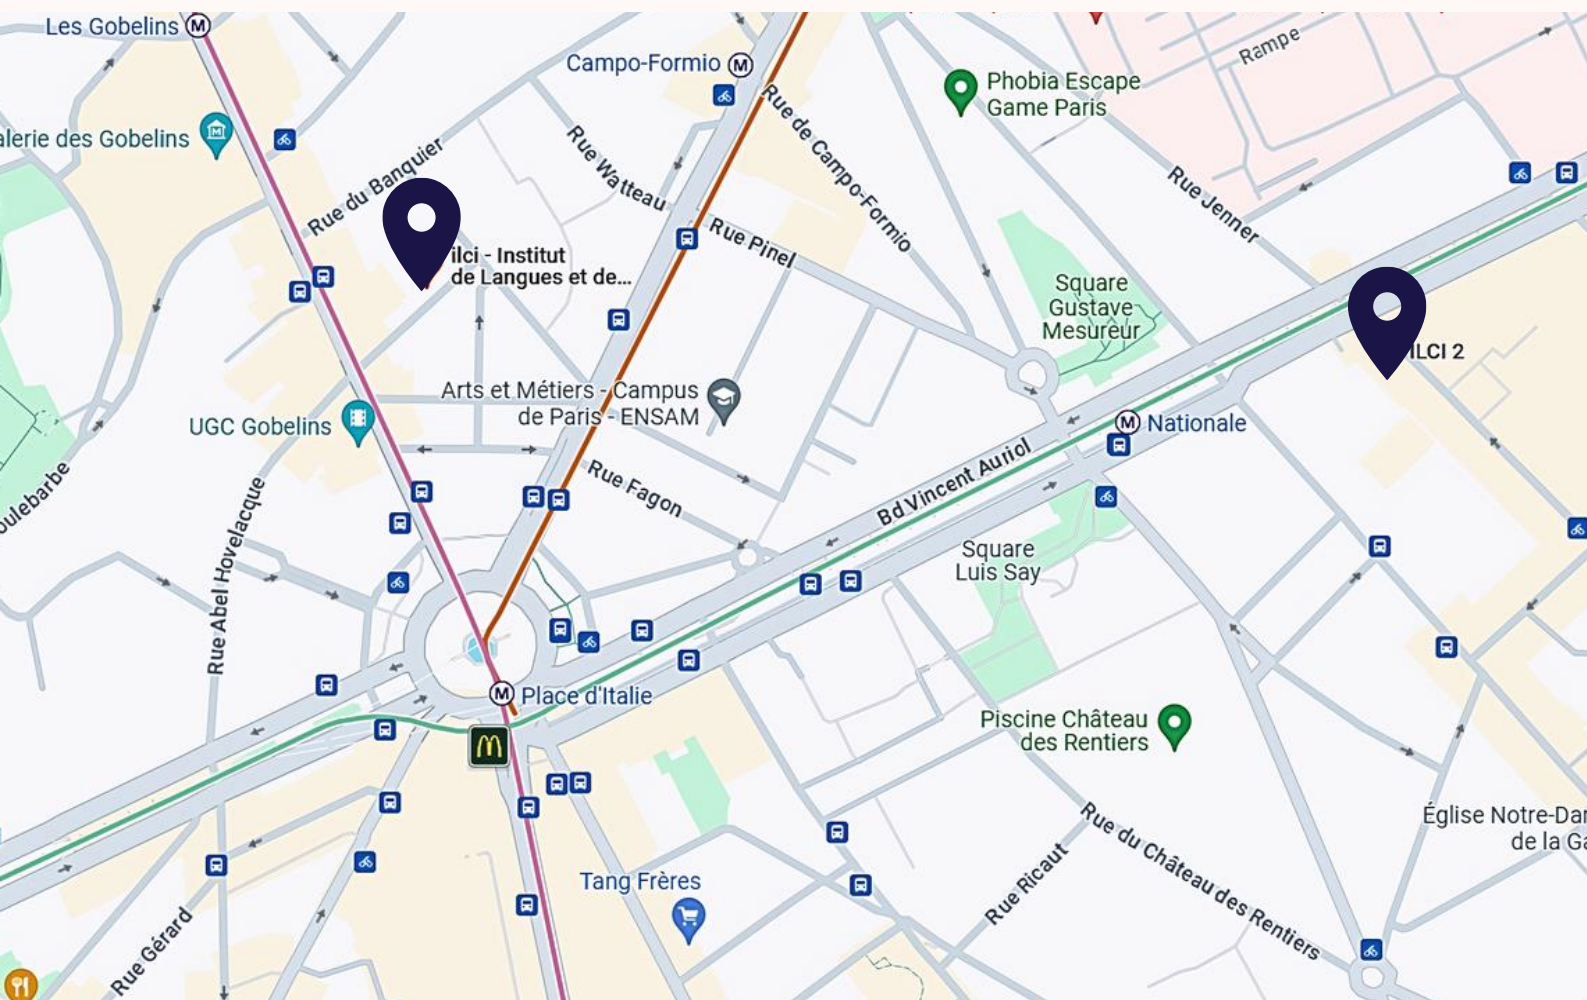 Les Gobelins
M
Campo-Formio
M
Rampe
Phobia Escape
Game Paris
alerie des Gobelins
Rue du Banquier
Rue Watteau
Rue de Campo-Formio
Rue Jenner
Rue Pinel
ilci - Institut
de Langues et de...
Square
Gustave
Mesureur
ILCI 2
Arts et Métiers - Campus
de Paris - ENSAM
UGC Gobelins
M
Nationale
Bd Vincent Auriol
Rue Fagon
oulebarbe
Rue Abel Hovelacque
Square
Luis Say
M
Place d'Italie
Piscine Château
des Rentiers
Rue du Château des Rentiers
Église Notre-Dar
de la Ga
Rue Ricaut
Tang Frères
Rue Gérard